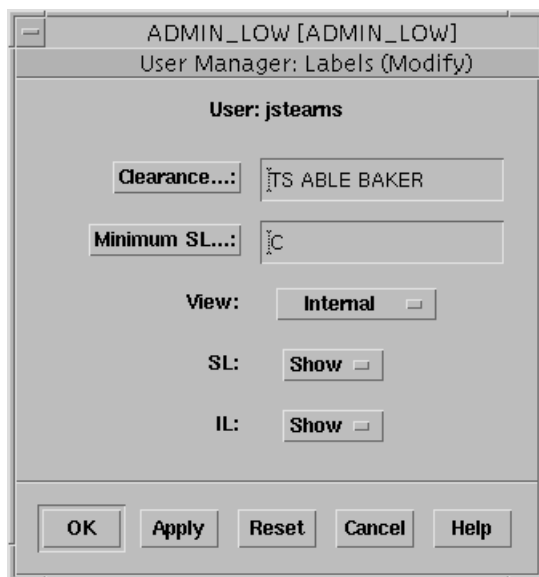 ADMIN_LOW [ADMIN_LOW]
User Manager: Labels (Modify)
User: jstearns
Clearance...: TS ABLE BAKER
Minimum SL...: C
View: Internal
SL: Show
IL: Show
OK Apply Reset Cancel Help